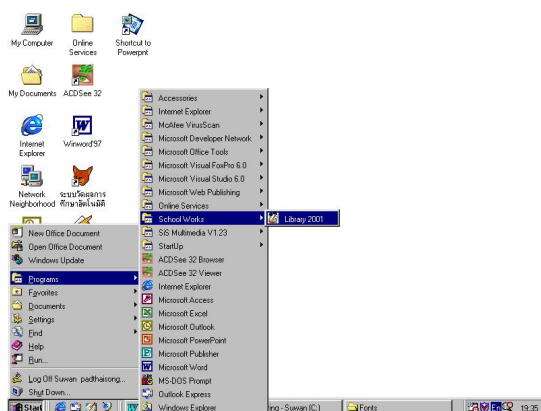 My Computer
Online
Services
Shortcut to
Powerpnt
My Documents
ACDSee 32
Internet
Explorer
Winword'97
Network
Neighborhood
ระบบวัดผลการ
ศึกษาอัตโนมัติ
New Office Document
Open Office Document
Windows Update
Programs
Favorites
Documents
Settings
Find
Help
Run...
Log Off Suwan padthaisong...
Shut Down...
Accessories
Internet Explorer
McAfee VirusScan
Microsoft Developer Network
Microsoft Office Tools
Microsoft Visual FoxPro 6.0
Microsoft Visual Studio 6.0
Microsoft Web Publishing
Online Services
School Works
SiS Multimedia V1.23
StartUp
ACDSee 32 Browser
ACDSee 32 Viewer
Internet Explorer
Microsoft Access
Microsoft Excel
Microsoft Outlook
Microsoft PowerPoint
Microsoft Publisher
Microsoft Word
MS-DOS Prompt
Outlook Express
Windows Explorer
Library 2001
Start
ing - Suwan (C:)
Fonts
En
19:35